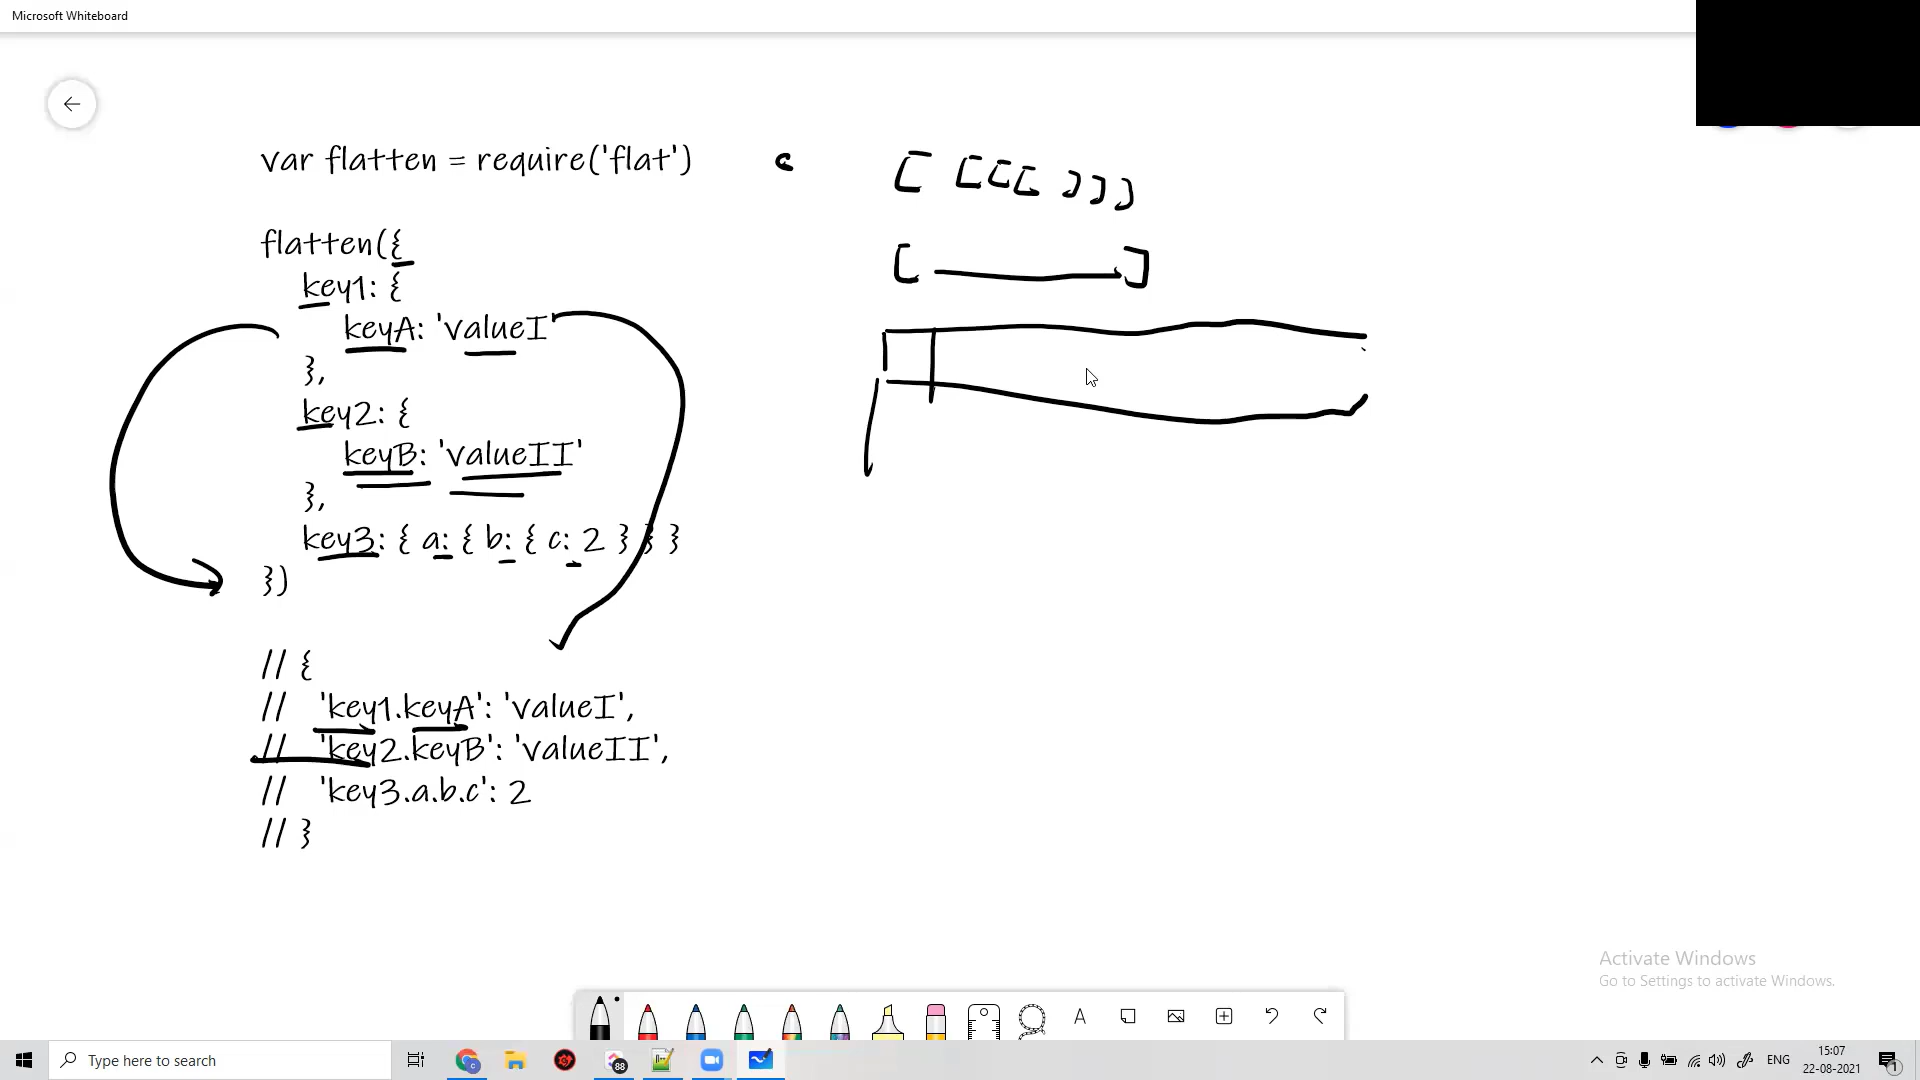 Microsoft Whiteboard
var flatten = require('flat')
flatten({
key1: {
keyA: 'valueI'
},
key2: {
keyB: 'valueII'
},
key3: { a: { b: { c: 2 } } }
})
// {
// 'key1.keyA': 'valueI',
// 'key2.keyB': 'valueII',
// 'key3.a.b.c': 2
// }
[ [[[ ]]]
[ ]
Activate Windows
Go to Settings to activate Windows.
A
Type here to search
88
ENG
15:07
22-08-2021
1